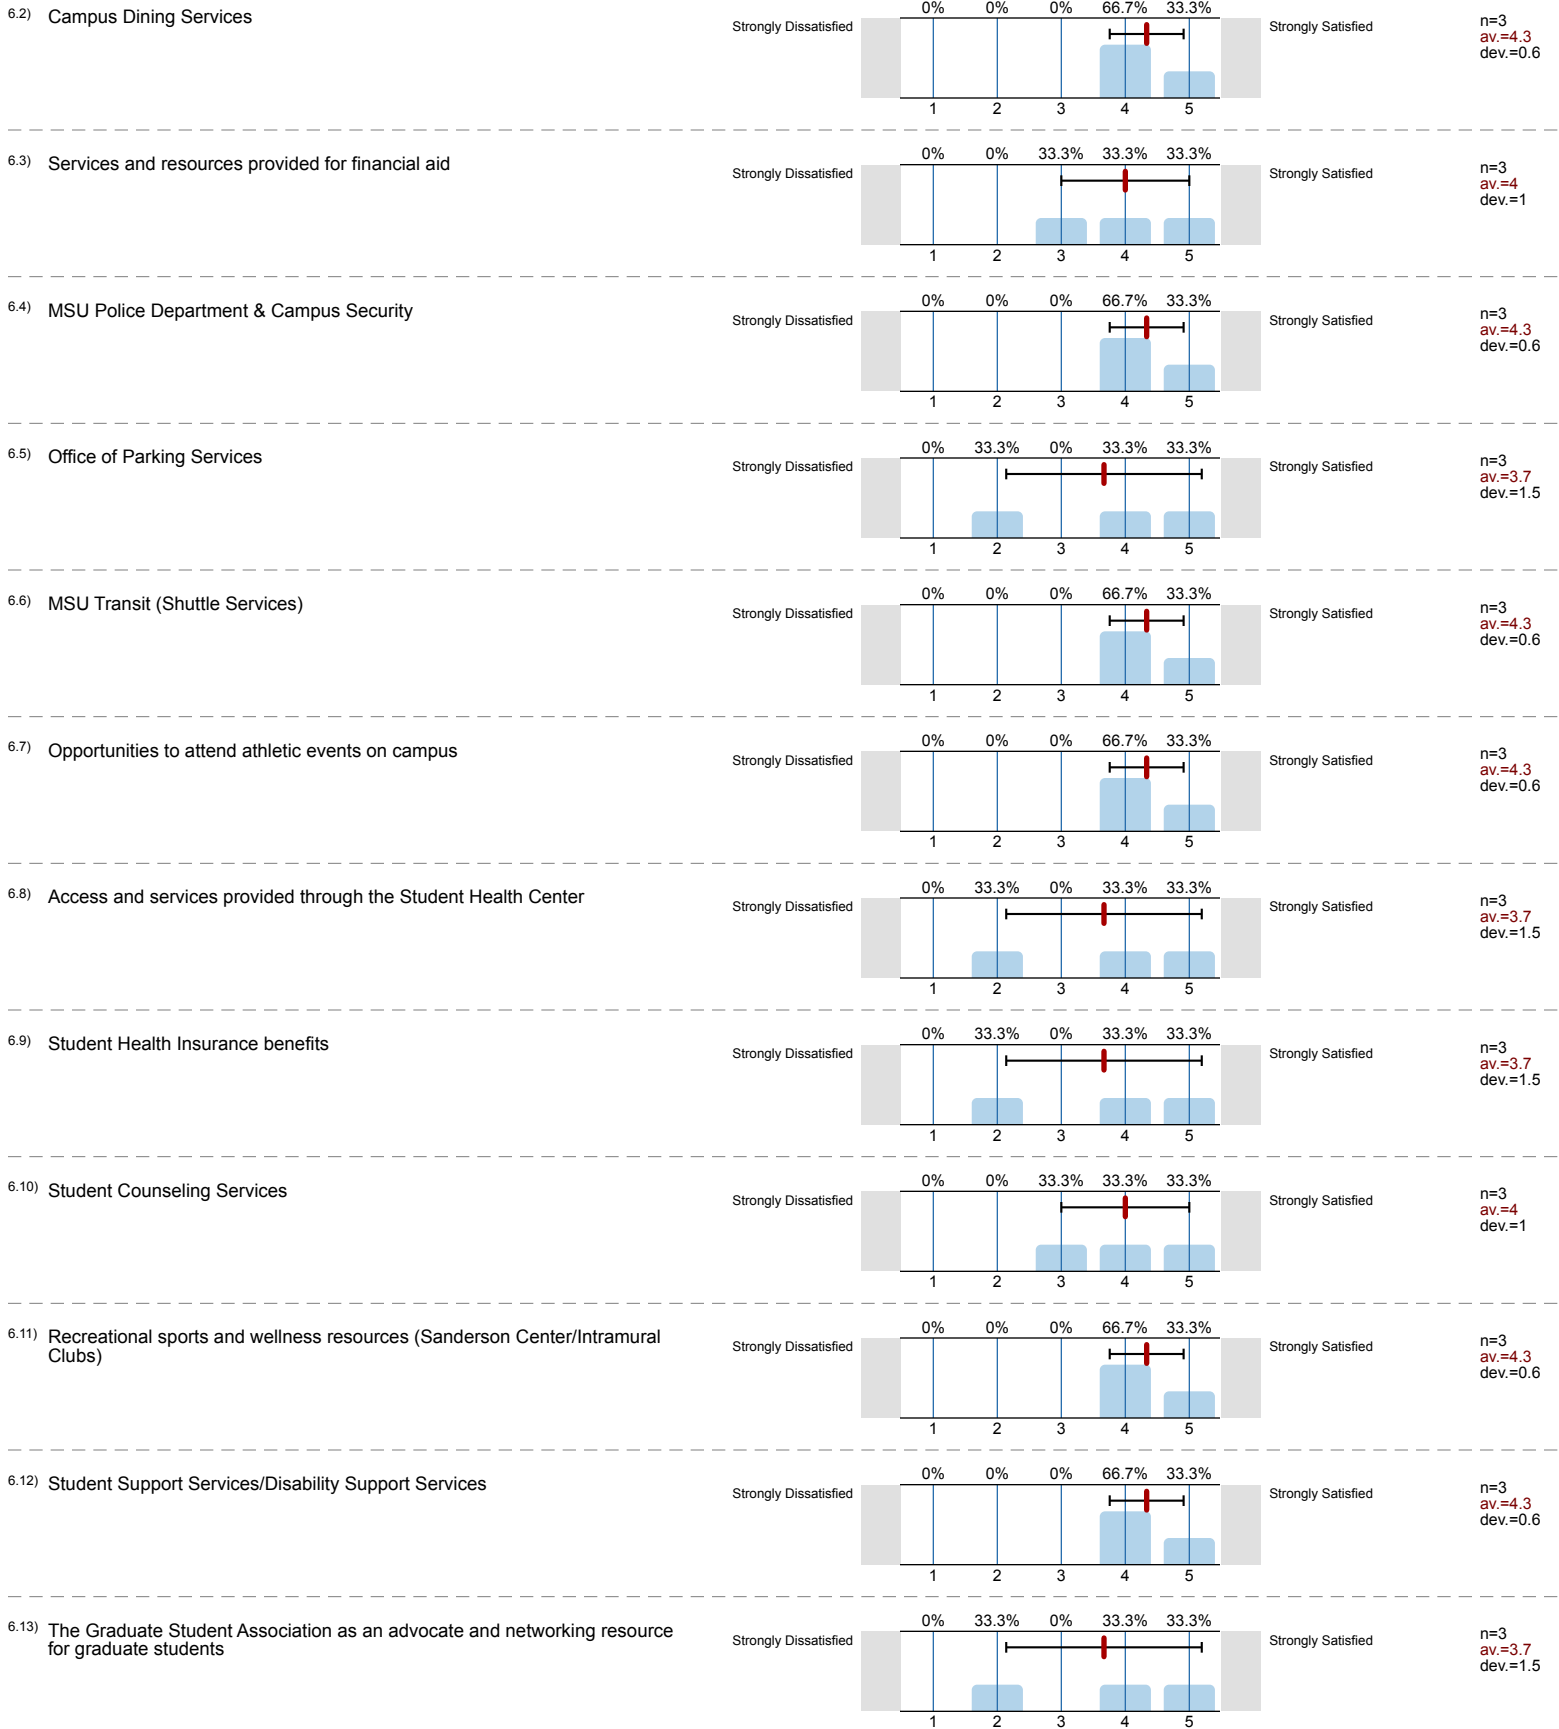 6.2) Campus Dining Services
0% 0% 0% 66.7% 33.3%
Strongly Dissatisfied Strongly Satisfied
n=3
av.=4.3
dev.=0.6
1 2 3 4 5
6.3) Services and resources provided for financial aid
0% 0% 33.3% 33.3% 33.3%
Strongly Dissatisfied Strongly Satisfied
n=3
av.=4
dev.=1
1 2 3 4 5
6.4) MSU Police Department & Campus Security
0% 0% 0% 66.7% 33.3%
Strongly Dissatisfied Strongly Satisfied
n=3
av.=4.3
dev.=0.6
1 2 3 4 5
6.5) Office of Parking Services
0% 33.3% 0% 33.3% 33.3%
Strongly Dissatisfied Strongly Satisfied
n=3
av.=3.7
dev.=1.5
1 2 3 4 5
6.6) MSU Transit (Shuttle Services)
0% 0% 0% 66.7% 33.3%
Strongly Dissatisfied Strongly Satisfied
n=3
av.=4.3
dev.=0.6
1 2 3 4 5
6.7) Opportunities to attend athletic events on campus
0% 0% 0% 66.7% 33.3%
Strongly Dissatisfied Strongly Satisfied
n=3
av.=4.3
dev.=0.6
1 2 3 4 5
6.8) Access and services provided through the Student Health Center
0% 33.3% 0% 33.3% 33.3%
Strongly Dissatisfied Strongly Satisfied
n=3
av.=3.7
dev.=1.5
1 2 3 4 5
6.9) Student Health Insurance benefits
0% 33.3% 0% 33.3% 33.3%
Strongly Dissatisfied Strongly Satisfied
n=3
av.=3.7
dev.=1.5
1 2 3 4 5
6.10) Student Counseling Services
0% 0% 33.3% 33.3% 33.3%
Strongly Dissatisfied Strongly Satisfied
n=3
av.=4
dev.=1
1 2 3 4 5
6.11) Recreational sports and wellness resources (Sanderson Center/Intramural
Clubs)
0% 0% 0% 66.7% 33.3%
Strongly Dissatisfied Strongly Satisfied
n=3
av.=4.3
dev.=0.6
1 2 3 4 5
6.12) Student Support Services/Disability Support Services
0% 0% 0% 66.7% 33.3%
Strongly Dissatisfied Strongly Satisfied
n=3
av.=4.3
dev.=0.6
1 2 3 4 5
6.13) The Graduate Student Association as an advocate and networking resource
for graduate students
0% 33.3% 0% 33.3% 33.3%
Strongly Dissatisfied Strongly Satisfied
n=3
av.=3.7
dev.=1.5
1 2 3 4 5